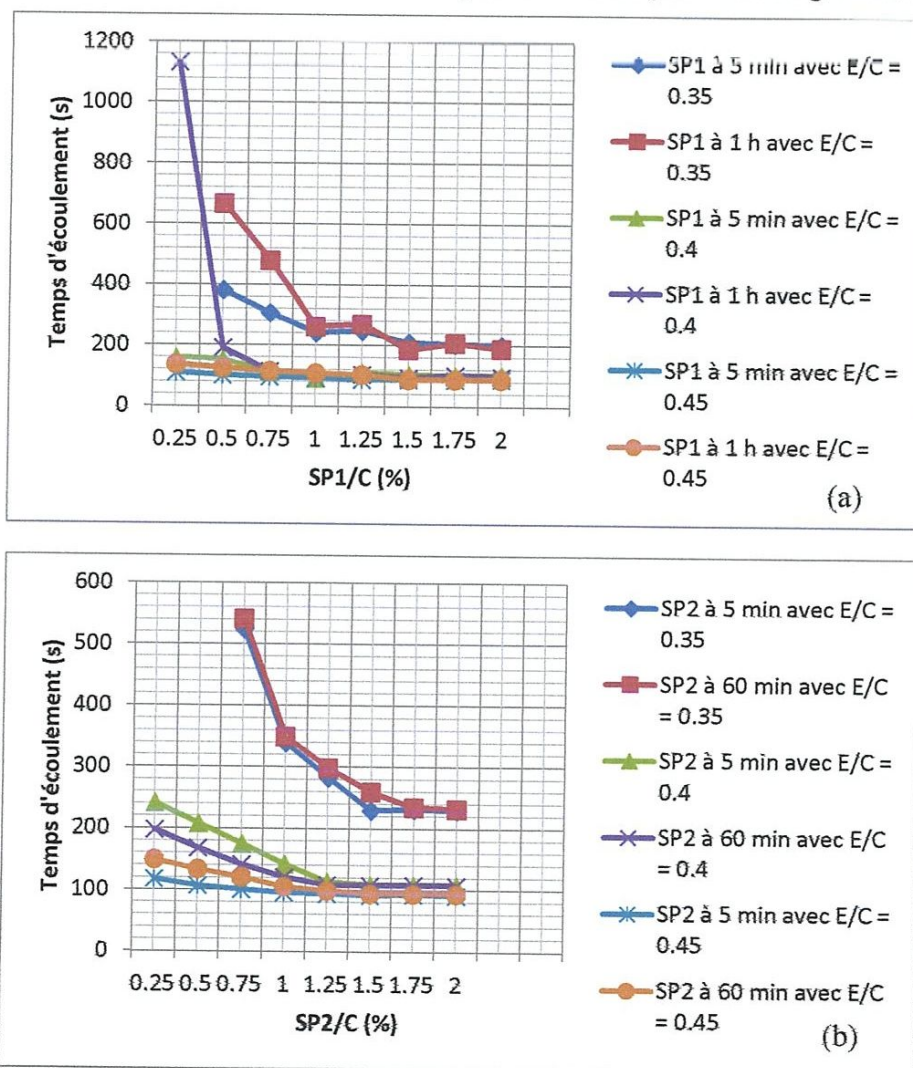 1200
1000
800
600
400
200
0
Temps d'écoulement (s)
0.25 0.5 0.75 1 1.25 1.5 1.75 2
SP1/C (%)
SP1 à 5 min avec E/C =
0.35
SP1 à 1 h avec E/C =
0.35
SP1 à 5 min avec E/C =
0.4
SP1 à 1 h avec E/C =
0.4
SP1 à 5 min avec E/C =
0.45
SP1 à 1 h avec E/C =
0.45
(a)
600
500
400
300
200
100
0
Temps d'écoulement (s)
0.25 0.5 0.75 1 1.25 1.5 1.75 2
SP2/C (%)
SP2 à 5 min avec E/C =
0.35
SP2 à 60 min avec E/C
= 0.35
SP2 à 5 min avec E/C =
0.4
SP2 à 60 min avec E/C
= 0.4
SP2 à 5 min avec E/C =
0.45
SP2 à 60 min avec E/C
= 0.45
(b)